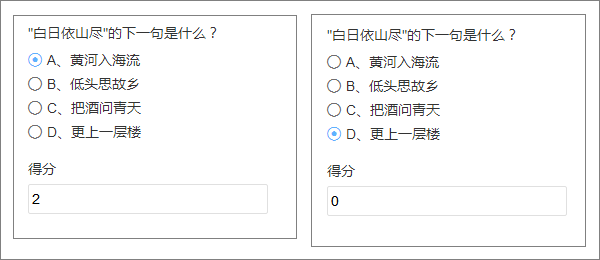 "白日依山尽"的下一句是什么？
A、黄河入海流
B、低头思故乡
C、把酒问青天
D、更上一层楼
得分
2
"白日依山尽"的下一句是什么？
A、黄河入海流
B、低头思故乡
C、把酒问青天
D、更上一层楼
得分
0